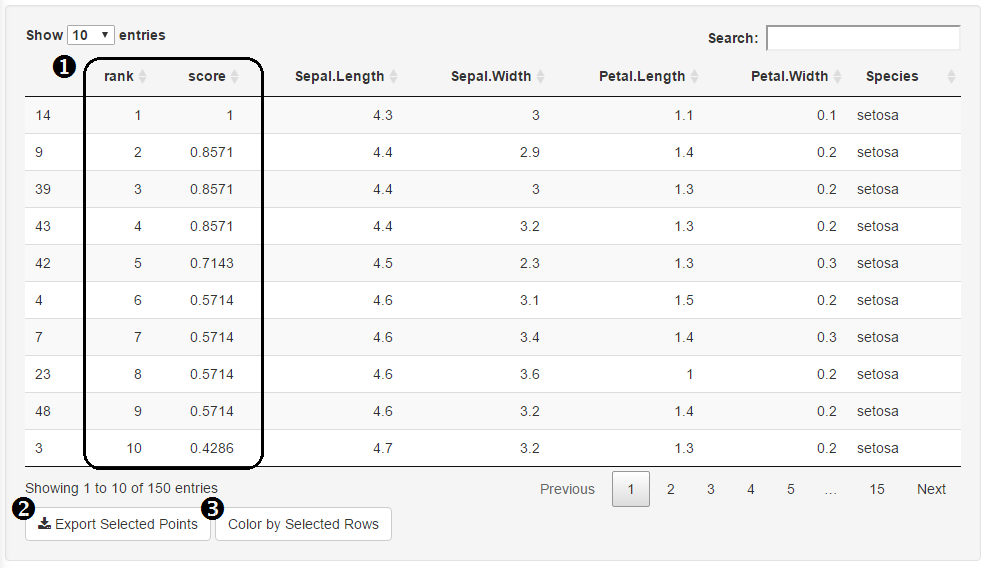 Show 10 entries Search:
❶ rank score Sepal.Length Sepal.Width Petal.Length Petal.Width Species
14 1 1 4.3 3 1.1 0.1 setosa
9 2 0.8571 4.4 2.9 1.4 0.2 setosa
39 3 0.8571 4.4 3 1.3 0.2 setosa
43 4 0.8571 4.4 3.2 1.3 0.2 setosa
42 5 0.7143 4.5 2.3 1.3 0.3 setosa
4 6 0.5714 4.6 3.1 1.5 0.2 setosa
7 7 0.5714 4.6 3.4 1.4 0.3 setosa
23 8 0.5714 4.6 3.6 1 0.2 setosa
48 9 0.5714 4.6 3.2 1.4 0.2 setosa
3 10 0.4286 4.7 3.2 1.3 0.2 setosa
Showing 1 to 10 of 150 entries Previous 1 2 3 4 5 … 15 Next
❷ Export Selected Points ❸ Color by Selected Rows